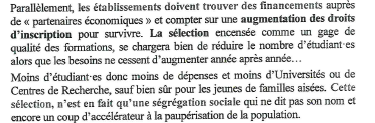 Parallèlement, les établissements doivent trouver des financements auprès
de « partenaires économiques » et compter sur une augmentation des droits
d'inscription pour survivre. La sélection encensée comme un gage de
qualité des formations, se chargera bien de réduire le nombre d'étudiant·es
alors que les besoins ne cessent d'augmenter année après année…
Moins d'étudiant·es donc moins de dépenses et moins d'Universités ou de
Centres de Recherche, sauf bien sûr pour les jeunes de familles aisées. Cette
sélection, n'est en fait qu'une ségrégation sociale qui ne dit pas son nom et
encore un coup d'accélérateur à la paupérisation de la population.